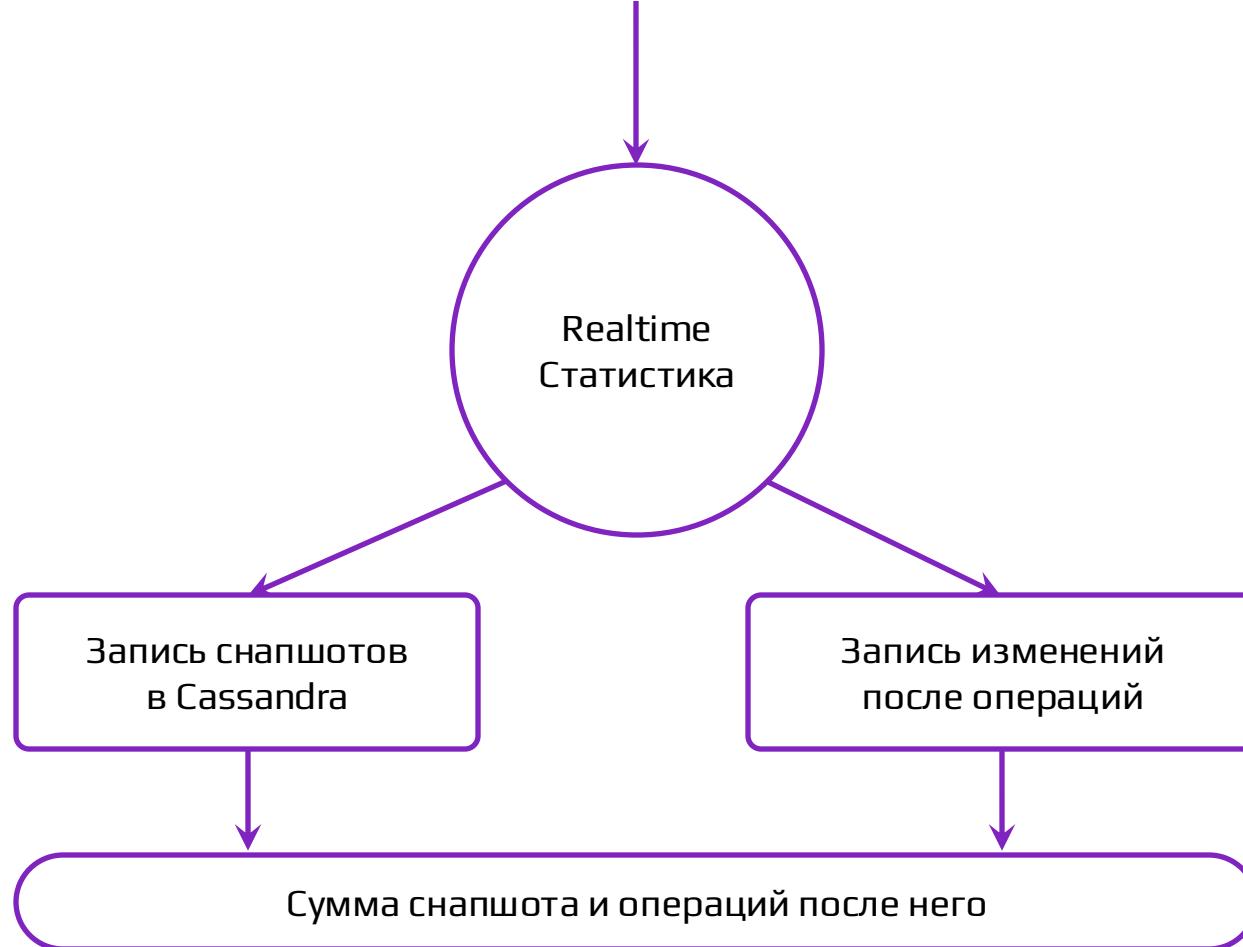 Realtime
Статистика
Запись снапшотов
в Cassandra
Запись изменений
после операций
Сумма снапшота и операций после него